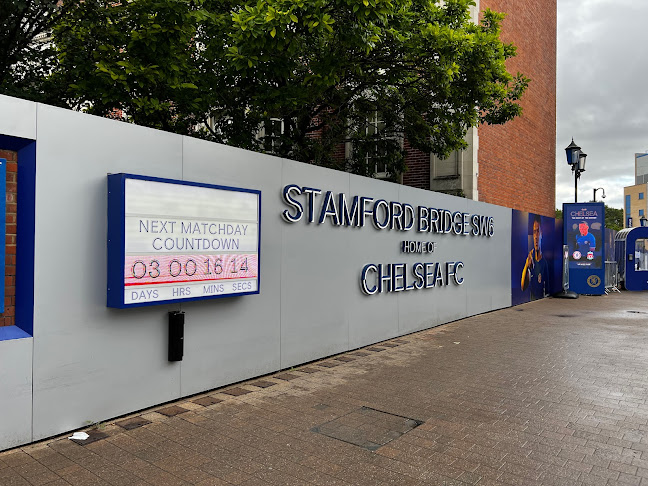 NEXT MATCHDAY
COUNTDOWN
03 00 16 14
DAYS HRS MINS SECS
STAMFORD BRIDGE SW6
HOME OF
CHELSEA FC
CHELSEA